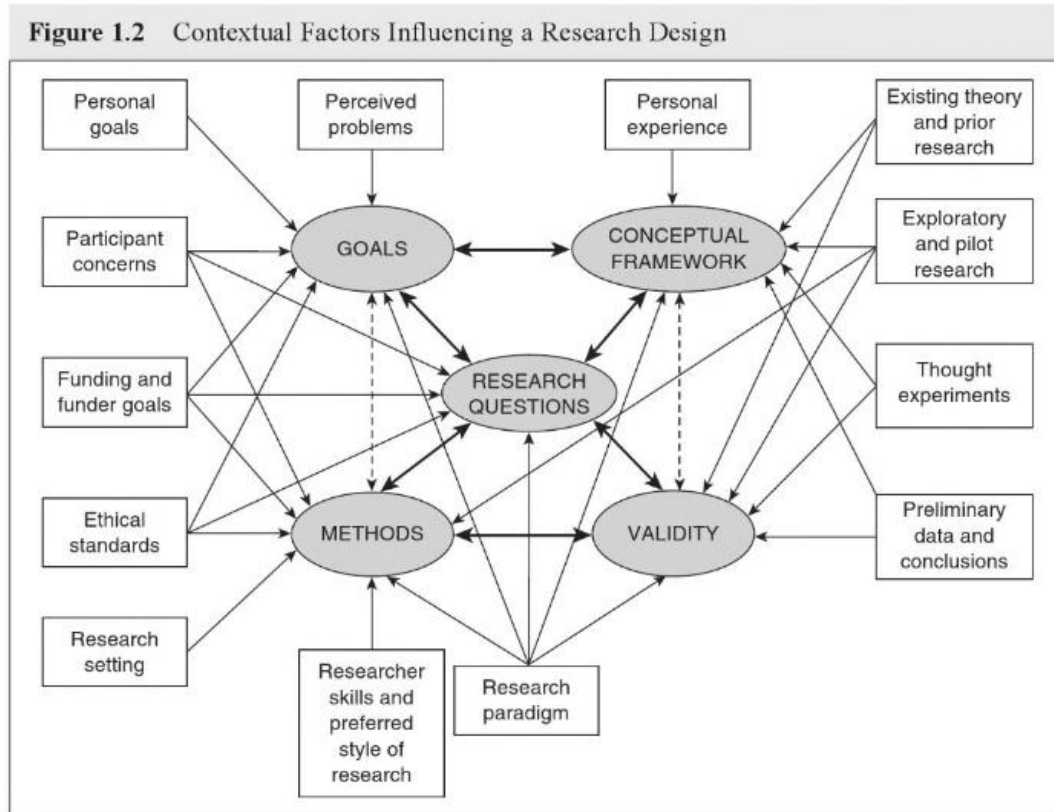 Figure 1.2 Contextual Factors Influencing a Research Design
Personal
goals
Perceived
problems
Personal
experience
Existing theory
and prior
research
Participant
concerns
GOALS
CONCEPTUAL
FRAMEWORK
Exploratory
and pilot
research
Funding and
funder goals
RESEARCH
QUESTIONS
Thought
experiments
Ethical
standards
METHODS
VALIDITY
Preliminary
data and
conclusions
Research
setting
Researcher
skills and
preferred
style of
research
Research
paradigm